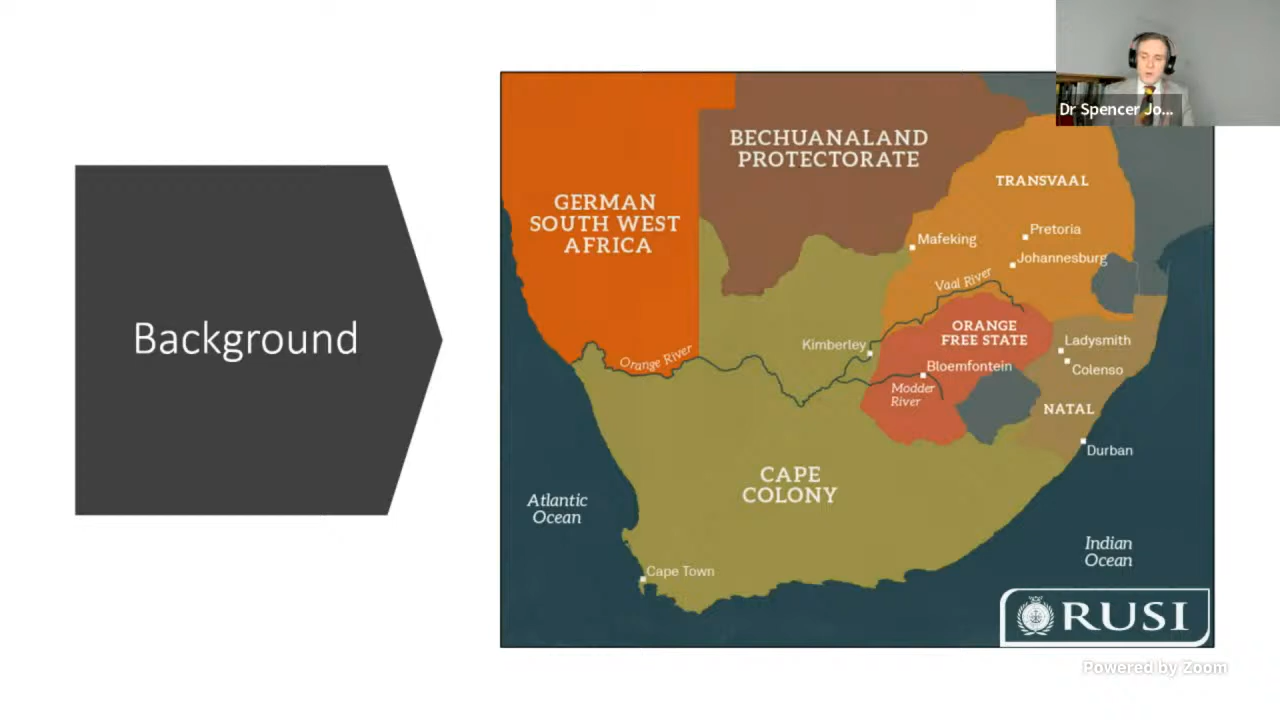 Dr Spencer Jo...
Background
BECHUANALAND
PROTECTORATE
TRANSVAAL
GERMAN
SOUTH WEST
AFRICA
Pretoria
Mafeking
Johannesburg
Vaal River
ORANGE
FREE STATE
Kimberley
Ladysmith
Orange River
Bloemfontein
Colenso
Modder
River
NATAL
Durban
CAPE
COLONY
Atlantic
Ocean
Indian
Ocean
Cape Town
RUSI
Powered by Zoom